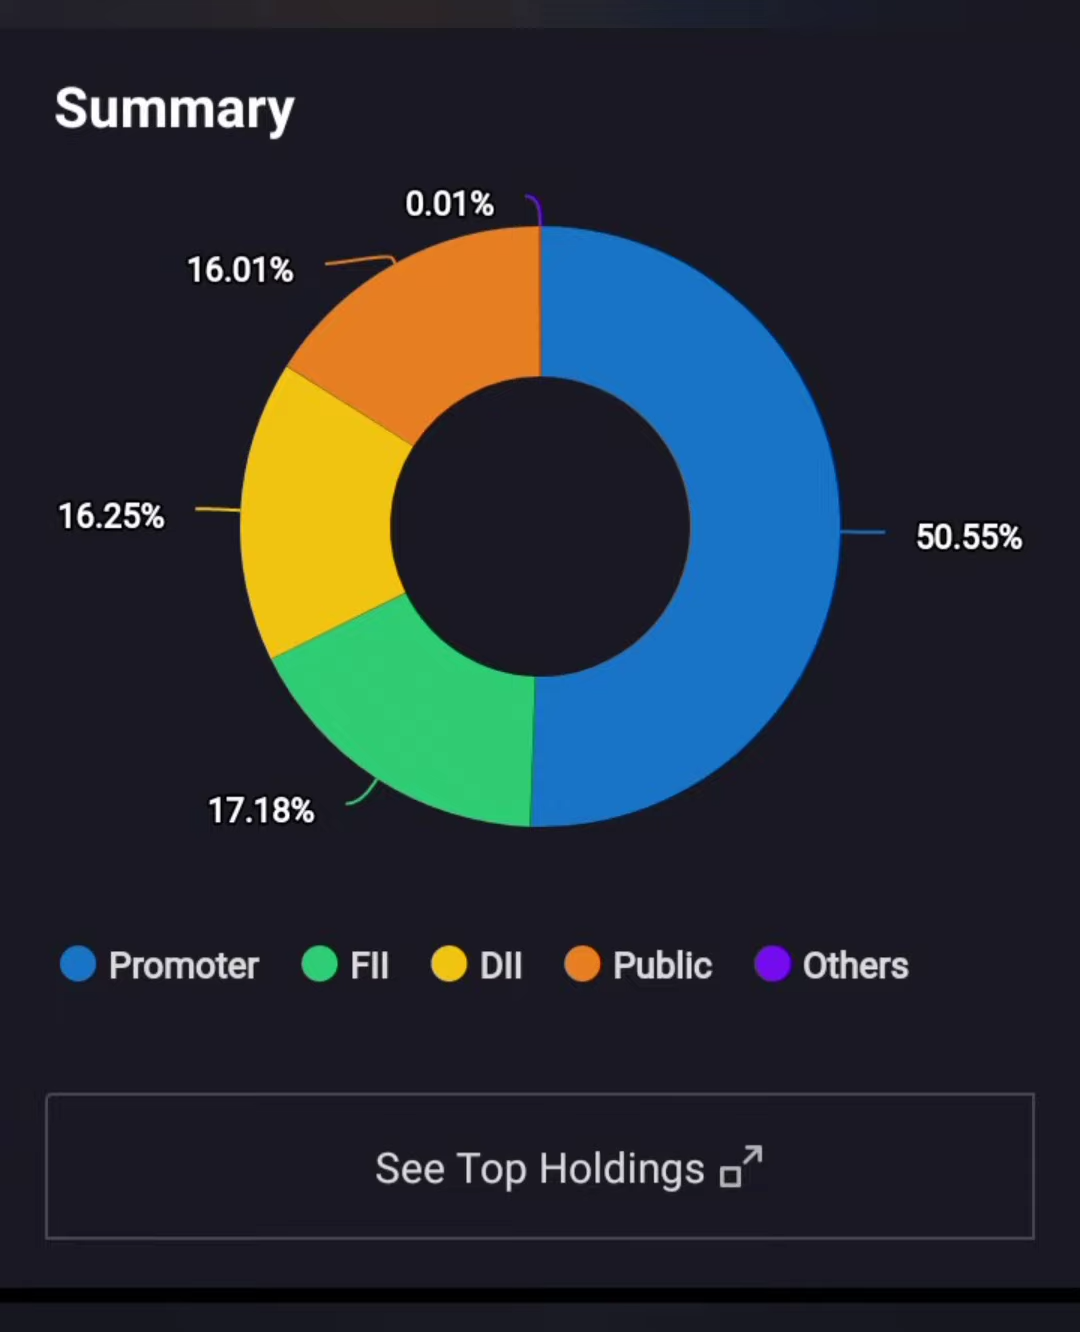 Summary
0.01%
16.01%
16.25%
50.55%
17.18%
Promoter FII DII Public Others
See Top Holdings